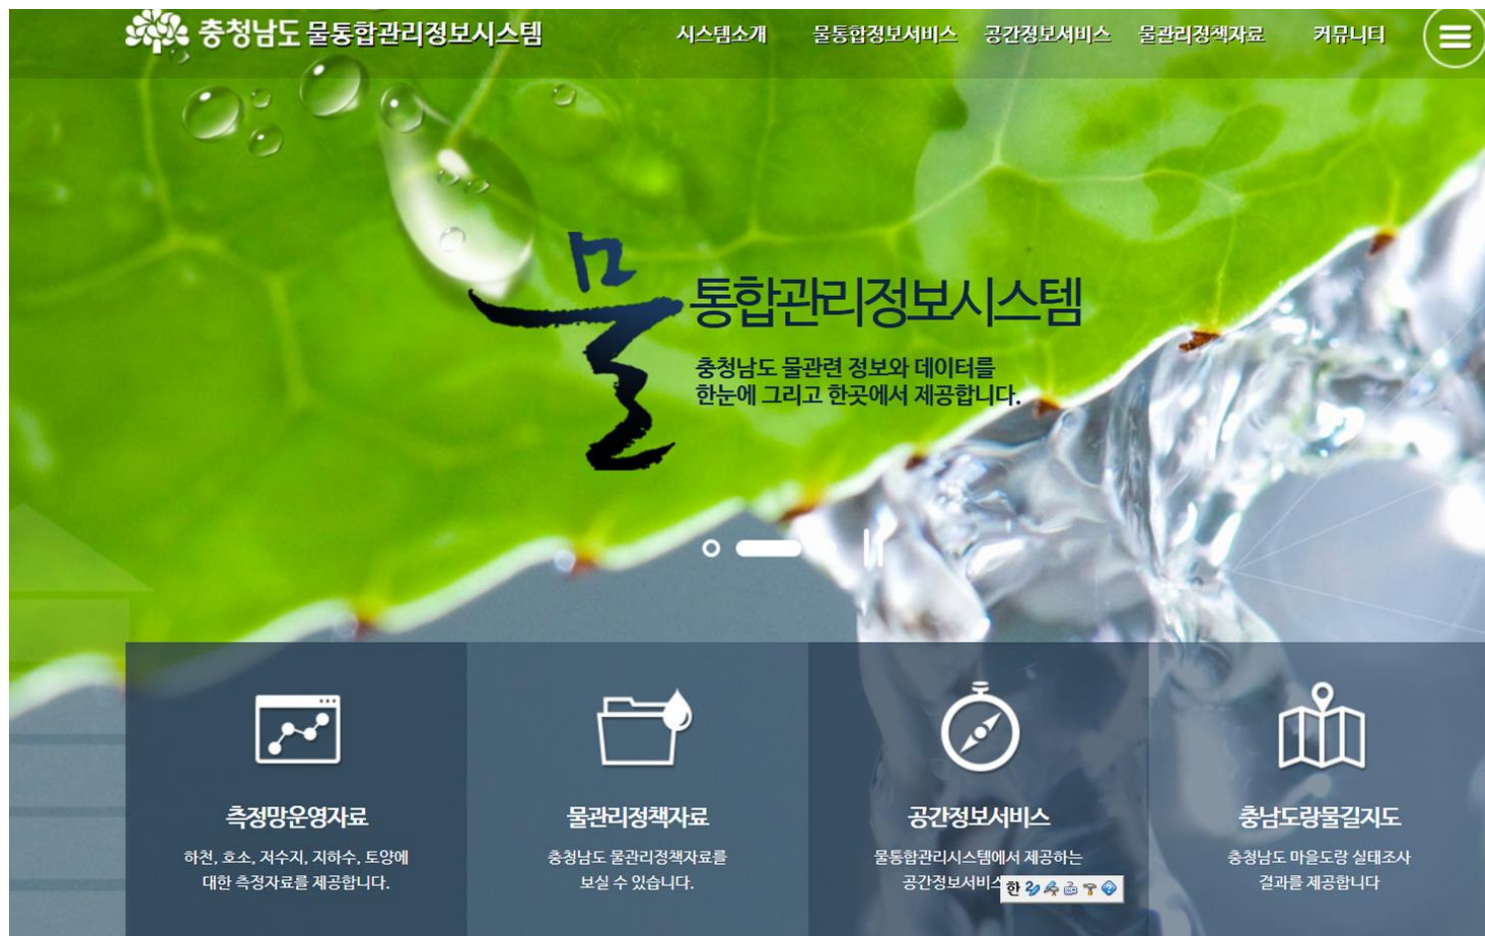 충청남도 물통합관리정보시스템
시스템소개 물통합정보서비스 공간정보서비스 물관리정책자료 커뮤니티
물 통합관리정보시스템
충청남도 물관련 정보와 데이터를
한눈에 그리고 한곳에서 제공합니다.
측정망운영자료
하천, 호소, 저수지, 지하수, 토양에
대한 측정자료를 제공합니다.
물관리정책자료
충청남도 물관리정책자료를
보실 수 있습니다.
공간정보서비스
물통합관리시스템에서 제공하는
공간정보서비스
한
충남도랑물길지도
충청남도 마을도랑 실태조사
결과를 제공합니다